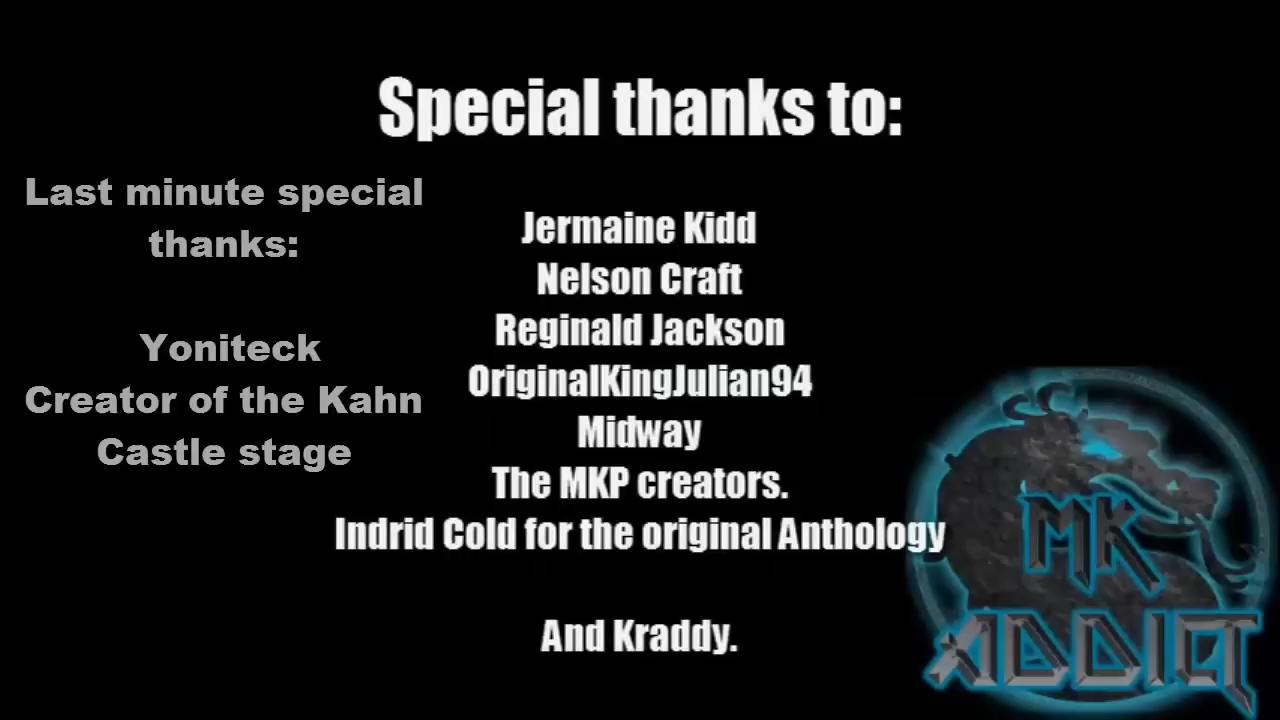 Special thanks to:
Last minute special
thanks:
Yoniteck
Creator of the Kahn
Castle stage
Jermaine Kidd
Nelson Craft
Reginald Jackson
OriginalKingJulian94
Midway
The MKP creators.
Indrid Cold for the original Anthology
And Kraddy.
MK
ADDICT